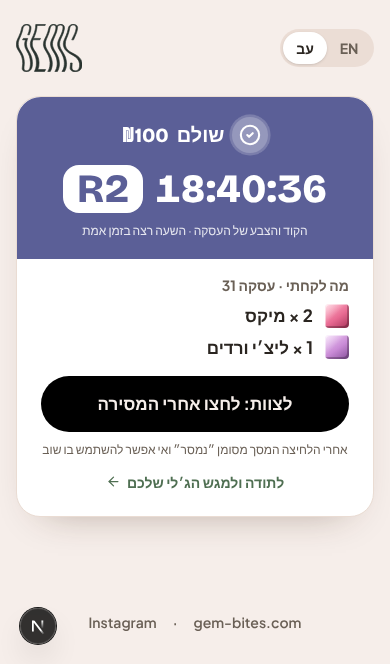 GEMS
עב EN
שולם ₪100
18:40:36 R2
הקוד והצבע של העסקה · השעה רצה בזמן אמת
מה לקחתי · עסקה 31
2 × מיקס
1 × ליצ׳י ורדים
לצוות: לחצו אחרי המסירה
אחרי הלחיצה המסך מסומן ״נמסר״ ואי אפשר להשתמש בו שוב
לתודה ולמגש הג׳לי שלכם ←
N
Instagram · gem-bites.com